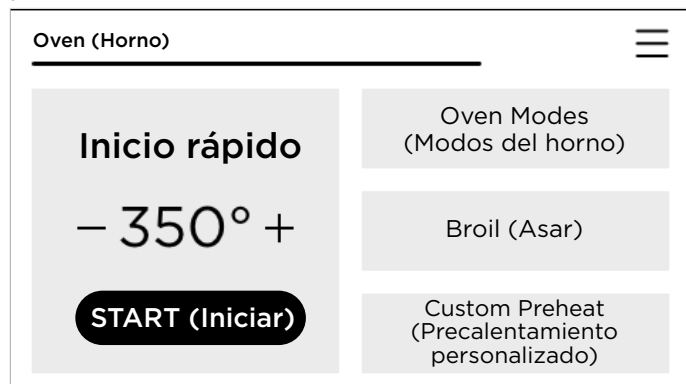 Oven (Horno)
Inicio rápido
− 350° +
START (Iniciar)
Oven Modes
(Modos del horno)
Broil (Asar)
Custom Preheat
(Precalentamiento
personalizado)